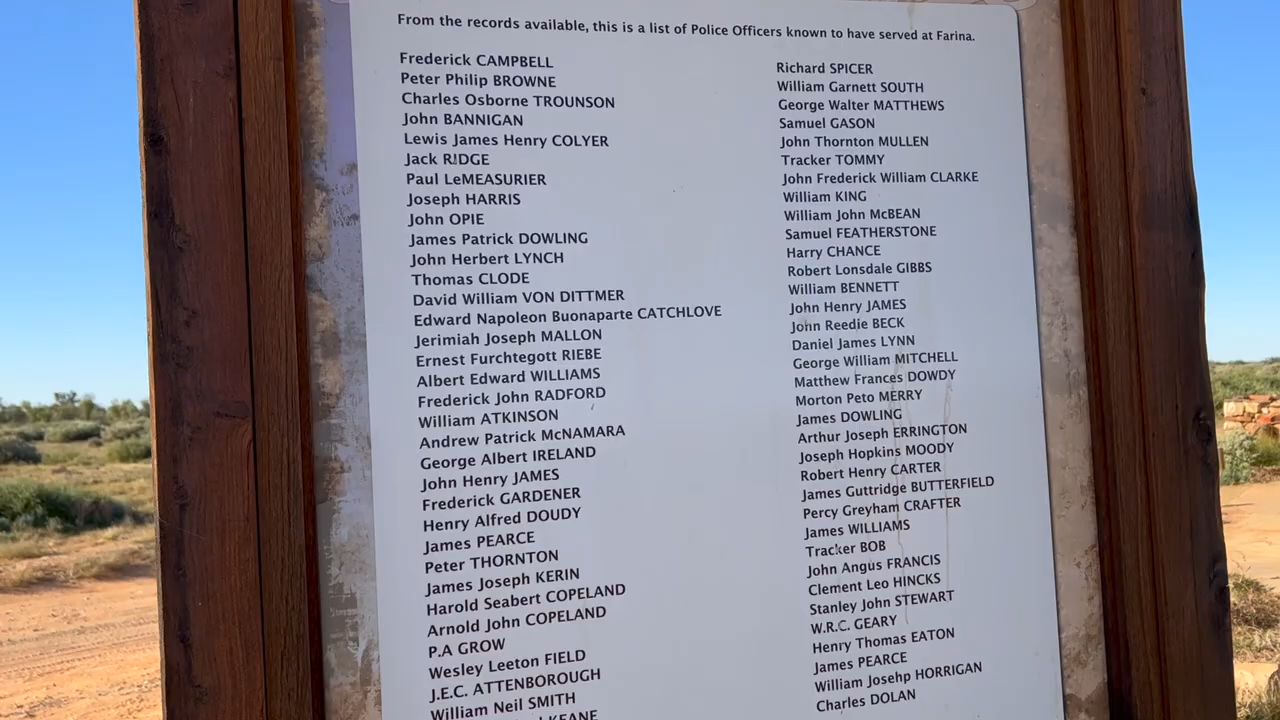 From the records available, this is a list of Police Officers known to have served at Farina.
Frederick CAMPBELL
Peter Philip BROWNE
Charles Osborne TROUNSON
John BANNIGAN
Lewis James Henry COLYER
Jack RIDGE
Paul LeMEASURIER
Joseph HARRIS
John OPIE
James Patrick DOWLING
John Herbert LYNCH
Thomas CLODE
David William VON DITTMER
Edward Napoleon Buonaparte CATCHLOVE
Jerimiah Joseph MALLON
Ernest Furchtegott RIEBE
Albert Edward WILLIAMS
Frederick John RADFORD
William ATKINSON
Andrew Patrick McNAMARA
George Albert IRELAND
John Henry JAMES
Frederick GARDENER
Henry Alfred DOUDY
James PEARCE
Peter THORNTON
James Joseph KERIN
Harold Seabert COPELAND
Arnold John COPELAND
P.A GROW
Wesley Leeton FIELD
J.E.C. ATTENBOROUGH
William Neil SMITH
KEANE
Richard SPICER
William Garnett SOUTH
George Walter MATTHEWS
Samuel GASON
John Thornton MULLEN
Tracker TOMMY
John Frederick William CLARKE
William KING
William John McBEAN
Samuel FEATHERSTONE
Harry CHANCE
Robert Lonsdale GIBBS
William BENNETT
John Henry JAMES
John Reedie BECK
Daniel James LYNN
George William MITCHELL
Matthew Frances DOWDY
Morton Peto MERRY
James DOWLING
Arthur Joseph ERRINGTON
Joseph Hopkins MOODY
Robert Henry CARTER
James Guttridge BUTTERFIELD
Percy Greyham CRAFTER
James WILLIAMS
Tracker BOB
John Angus FRANCIS
Clement Leo HINCKS
Stanley John STEWART
W.R.C. GEARY
Henry Thomas EATON
James PEARCE
William Josehp HORRIGAN
Charles DOLAN